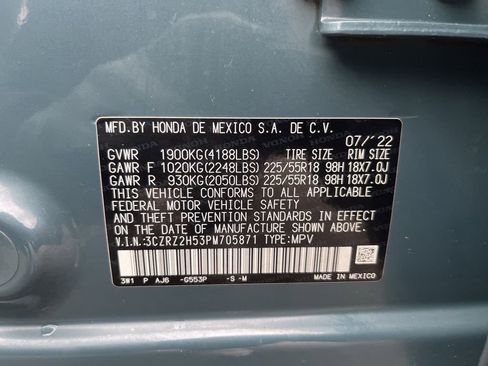 MFD.BY HONDA DE MEXICO S.A. DE C.V.
07/'22
GVWR 1900KG(4188LBS) TIRE SIZE RIM SIZE
GAWR F 1020KG(2248LBS) 225/55R18 98H 18X7.0J
GAWR R 930KG(2050LBS) 225/55R18 98H 18X7.0J
THIS VEHICLE CONFORMS TO ALL APPLICABLE
FEDERAL MOTOR VEHICLE SAFETY
AND THEFT PREVENTION STANDARDS IN EFFECT
ON THE DATE OF MANUFACTURE SHOWN ABOVE.
V.I.N:3CZRZ2H53PM705871 TYPE:MPV
3W1 P AJ6 -G553P -S -M MADE IN MEXICO